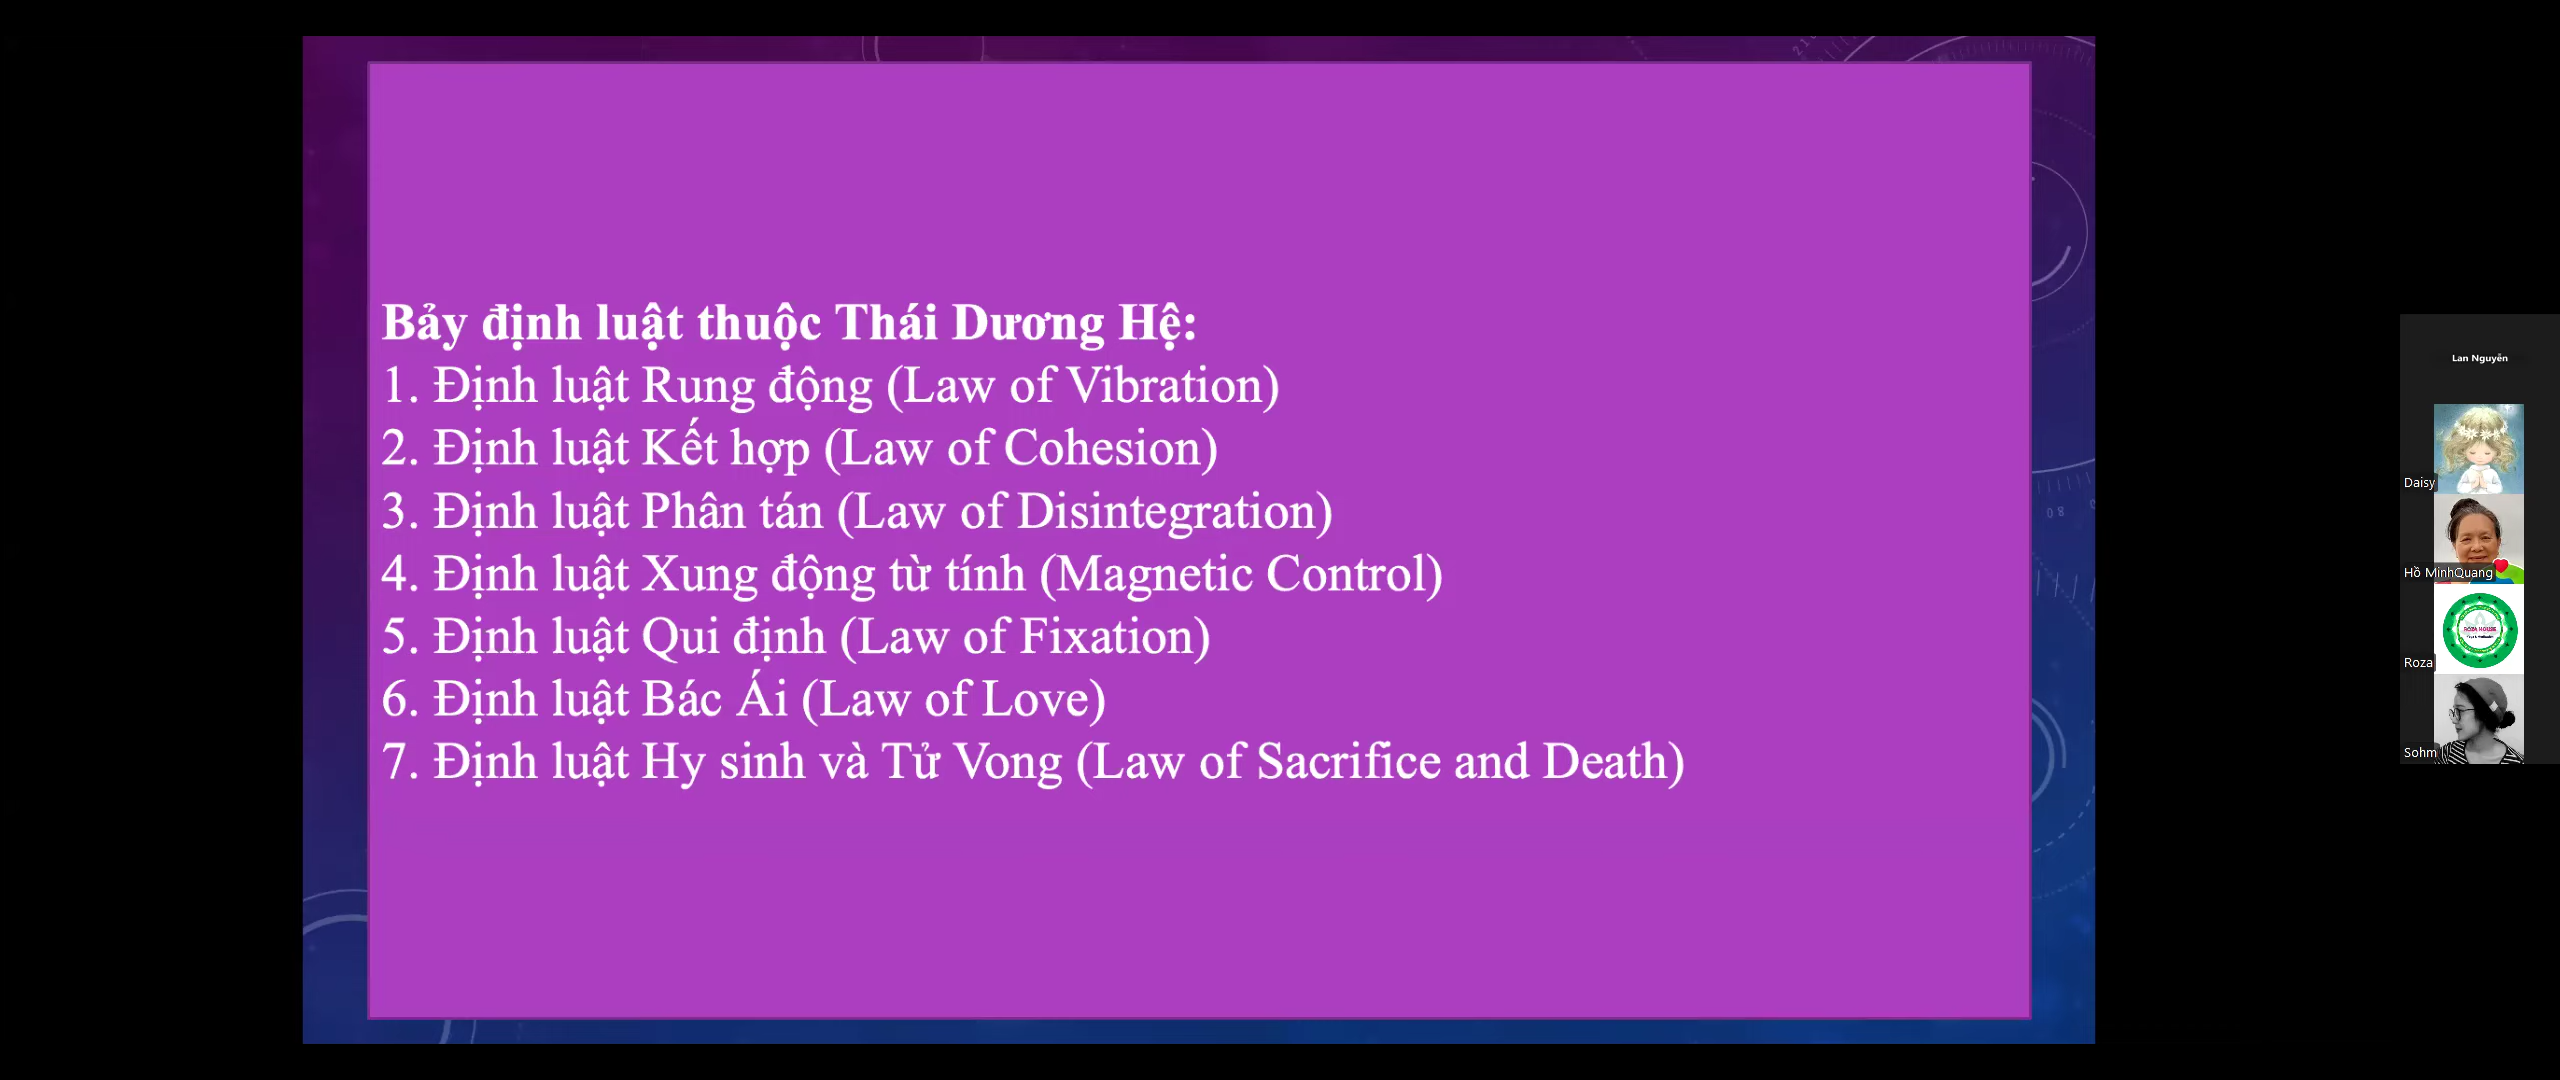 Bảy định luật thuộc Thái Dương Hệ:
1. Định luật Rung động (Law of Vibration)
2. Định luật Kết hợp (Law of Cohesion)
3. Định luật Phân tán (Law of Disintegration)
4. Định luật Xung động từ tính (Magnetic Control)
5. Định luật Qui định (Law of Fixation)
6. Định luật Bác Ái (Law of Love)
7. Định luật Hy sinh và Tử Vong (Law of Sacrifice and Death)
80
Lan Nguyễn
Daisy
Hồ MinhQuang
ROZA HOUSE
Roza
Sohm